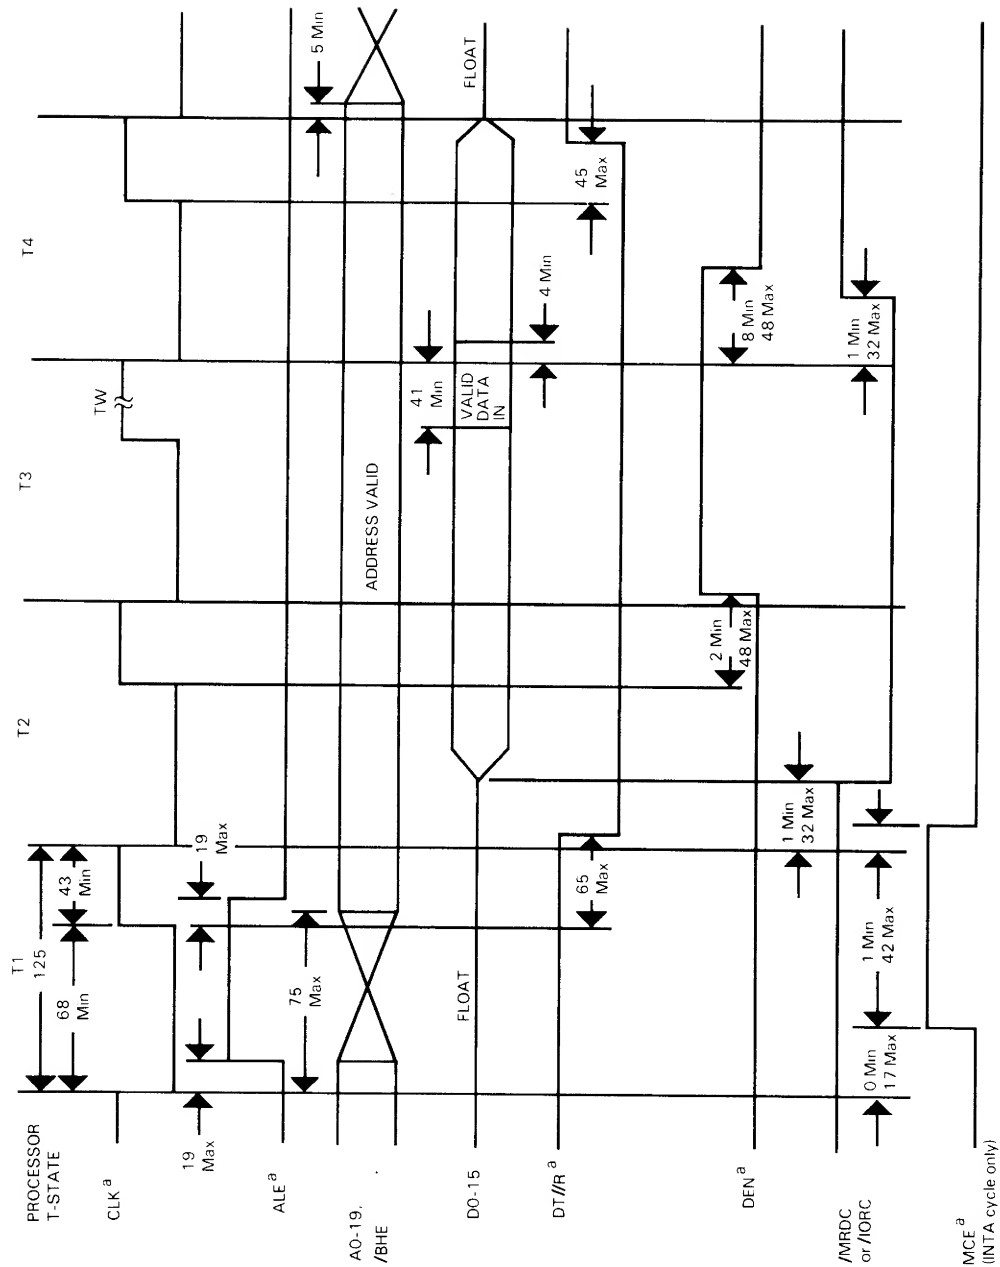 PROCESSOR
T-STATE
T1
125
T2
T3
TW
T4
68
Min
43
Min
CLK a
19
Max
19
Max
ALE a
75
Max
5 Min
A0-19,
/BHE
ADDRESS VALID
D0-15
FLOAT
41
Min
VALID
DATA
IN
4 Min
FLOAT
DT//R a
65
Max
45
Max
DEN a
2 Min
48 Max
8 Min
48 Max
/MRDC
or /IORC
1 Min
32 Max
1 Min
32 Max
MCE a
(INTA cycle only)
0 Min
17 Max
1 Min
42 Max